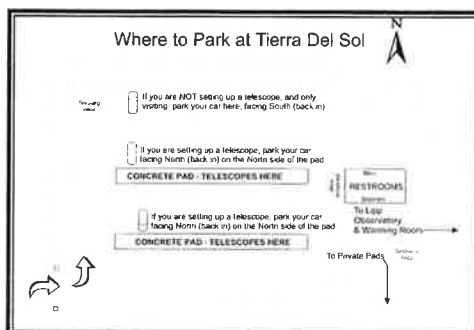 N
Where to Park at Tierra Del Sol
If you are NOT setting up a telescope, and only
visiting park your car here, facing South (back in)
If you are setting up a telescope, park your car
facing North (back in) on the North side of the pad
CONCRETE PAD - TELESCOPES HERE
RESTROOMS
If you are setting up a telescope, park your car
facing North (back in) on the North side of the pad
CONCRETE PAD - TELESCOPES HERE
To Lipp
Observatory
& Warming Room
To Private Pads